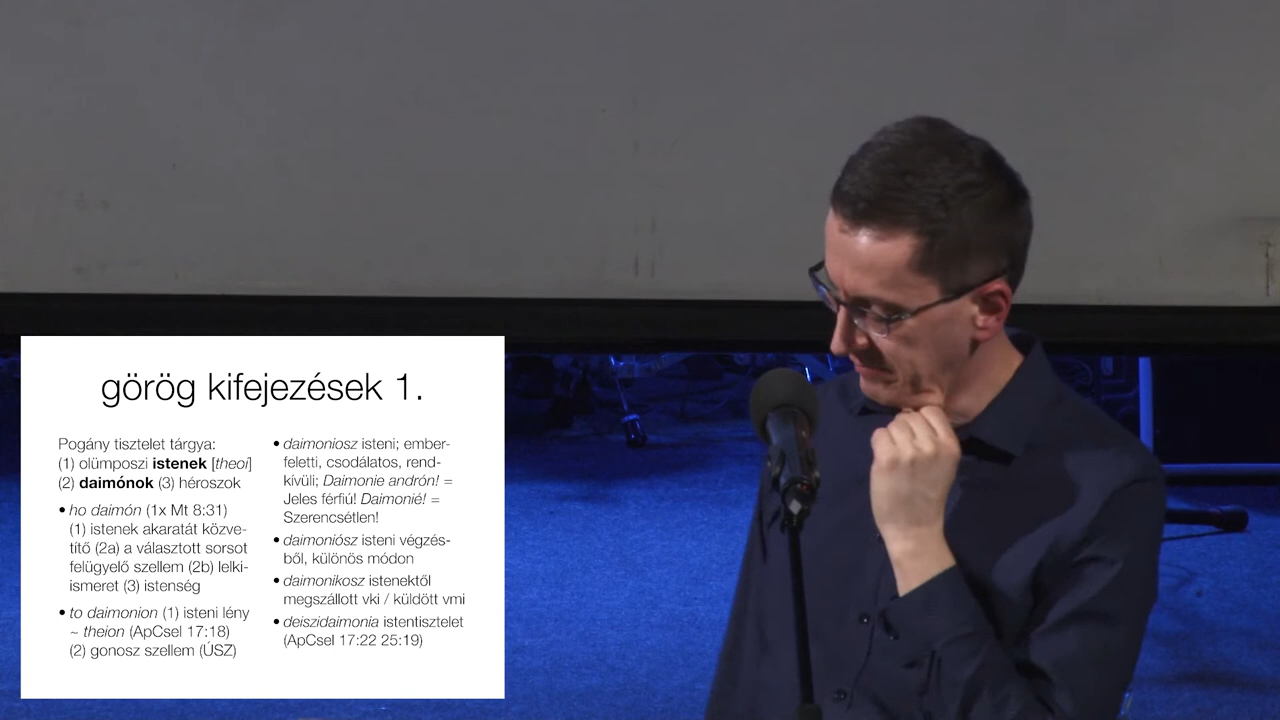 görög kifejezések 1.
Pogány tisztelet tárgya:
(1) olümposzi istenek [theoi]
(2) daimónok (3) héroszok
• ho daimón (1x Mt 8:31)
(1) istenek akaratát közve-
títő (2a) a választott sorsot
felügyelő szellem (2b) lelki-
ismeret (3) istenség
• to daimonion (1) isteni lény
~ theion (ApCsel 17:18)
(2) gonosz szellem (ÚSZ)
• daimoniosz isteni; ember-
feletti, csodálatos, rend-
kívüli; Daimonie andrón! =
Jeles férfiú! Daimonié! =
Szerencsétlen!
• daimoniósz isteni végzés-
ből, különös módon
• daimonikosz istenektől
megszállott vki / küldött vmi
• deiszidaimonia istentisztelet
(ApCsel 17:22 25:19)